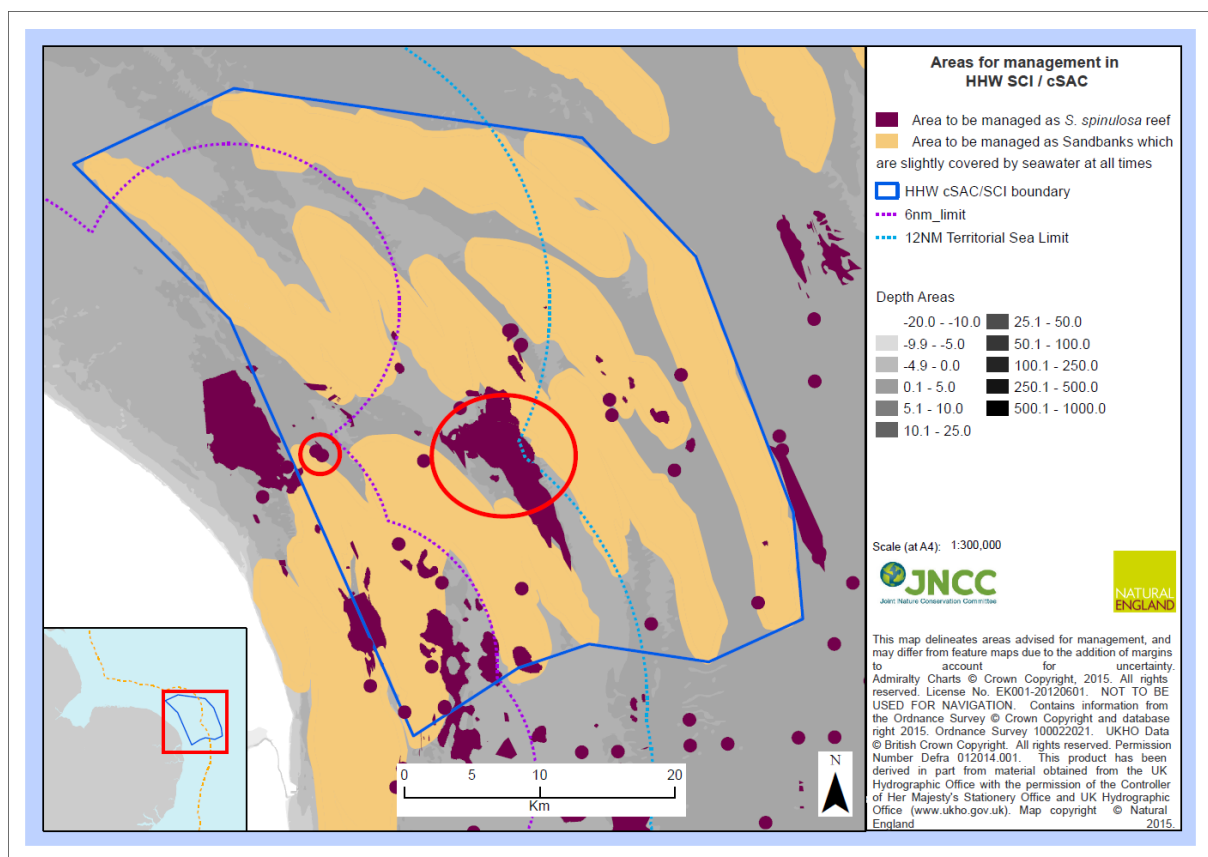 Areas for management in
HHW SCI / cSAC
Area to be managed as S. spinulosa reef
Area to be managed as Sandbanks which
are slightly covered by seawater at all times
HHW cSAC/SCI boundary
6nm_limit
12NM Territorial Sea Limit
Depth Areas
-20.0 - -10.0
-9.9 - -5.0
-4.9 - 0.0
0.1 - 5.0
5.1 - 10.0
10.1 - 25.0
25.1 - 50.0
50.1 - 100.0
100.1 - 250.0
250.1 - 500.0
500.1 - 1000.0
Scale (at A4): 1:300,000
JNCC
Joint Nature Conservation Committee
NATURAL
ENGLAND
This map delineates areas advised for management, and
may differ from feature maps due to the addition of margins
to account for uncertainty.
Admiralty Charts © Crown Copyright, 2015. All rights
reserved. License No. EK001-20120601. NOT TO BE
USED FOR NAVIGATION. Contains information from
the Ordnance Survey © Crown Copyright and database
right 2015. Ordnance Survey 100022021. UKHO Data
© British Crown Copyright. All rights reserved. Permission
Number Defra 012014.001. This product has been
derived in part from material obtained from the UK
Hydrographic Office with the permission of the Controller
of Her Majesty's Stationery Office and UK Hydrographic
Office (www.ukho.gov.uk). Map copyright © Natural
England 2015.
N
0 5 10 20
Km